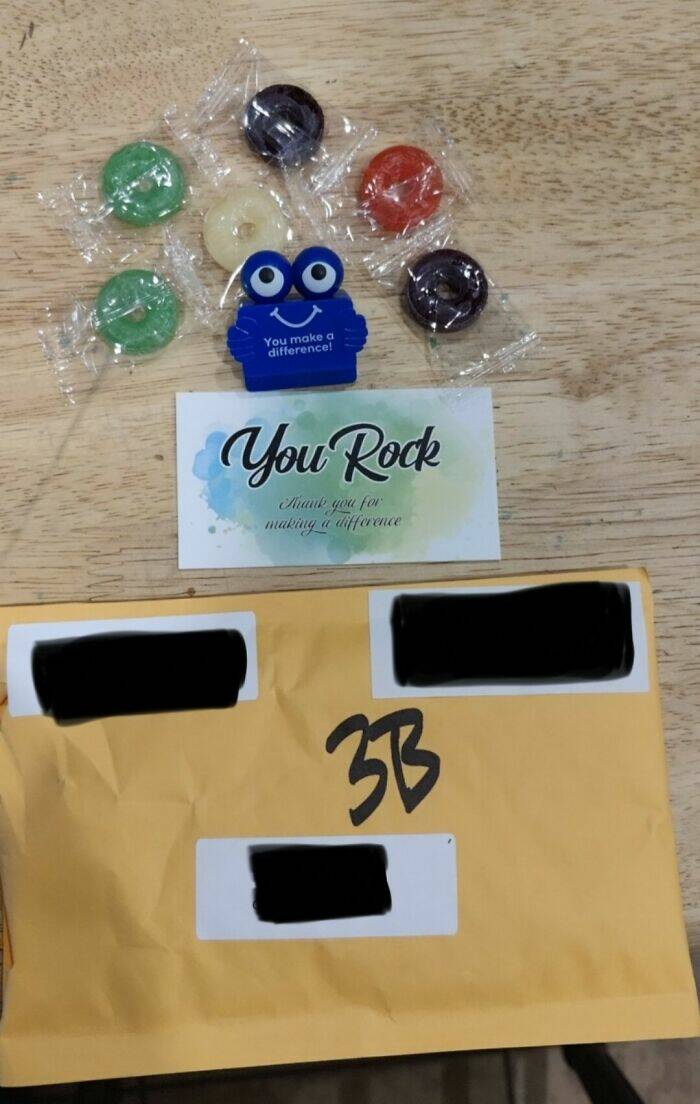 You make a
difference!
You Rock
Thank you for
making a difference
3B